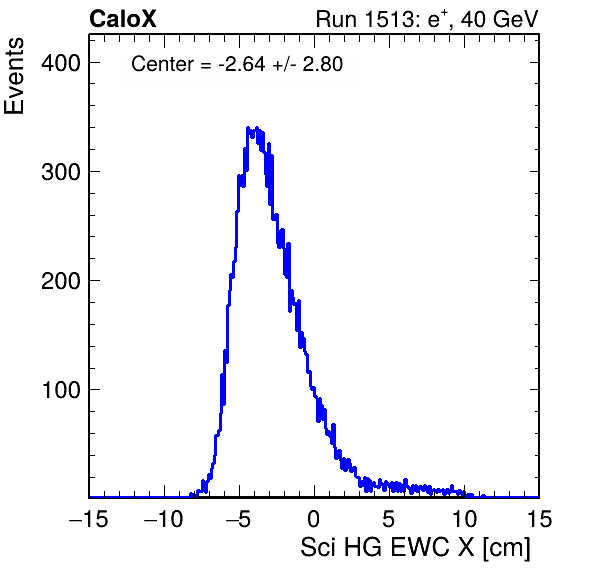 CaloX Run 1513: e⁺, 40 GeV
Events
Center = -2.64 +/- 2.80
400
300
200
100
−15 −10 −5 0 5 10 15
Sci HG EWC X [cm]